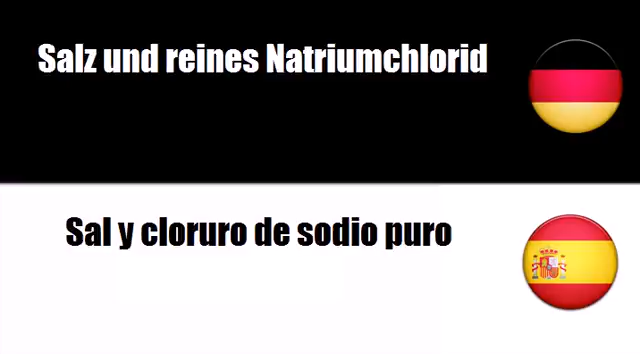 Salz und reines Natriumchlorid
Sal y cloruro de sodio puro